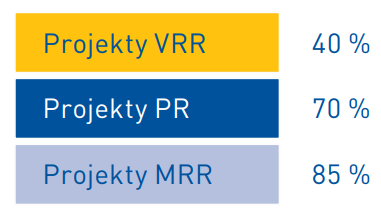 Projekty VRR 40 %
Projekty PR 70 %
Projekty MRR 85 %